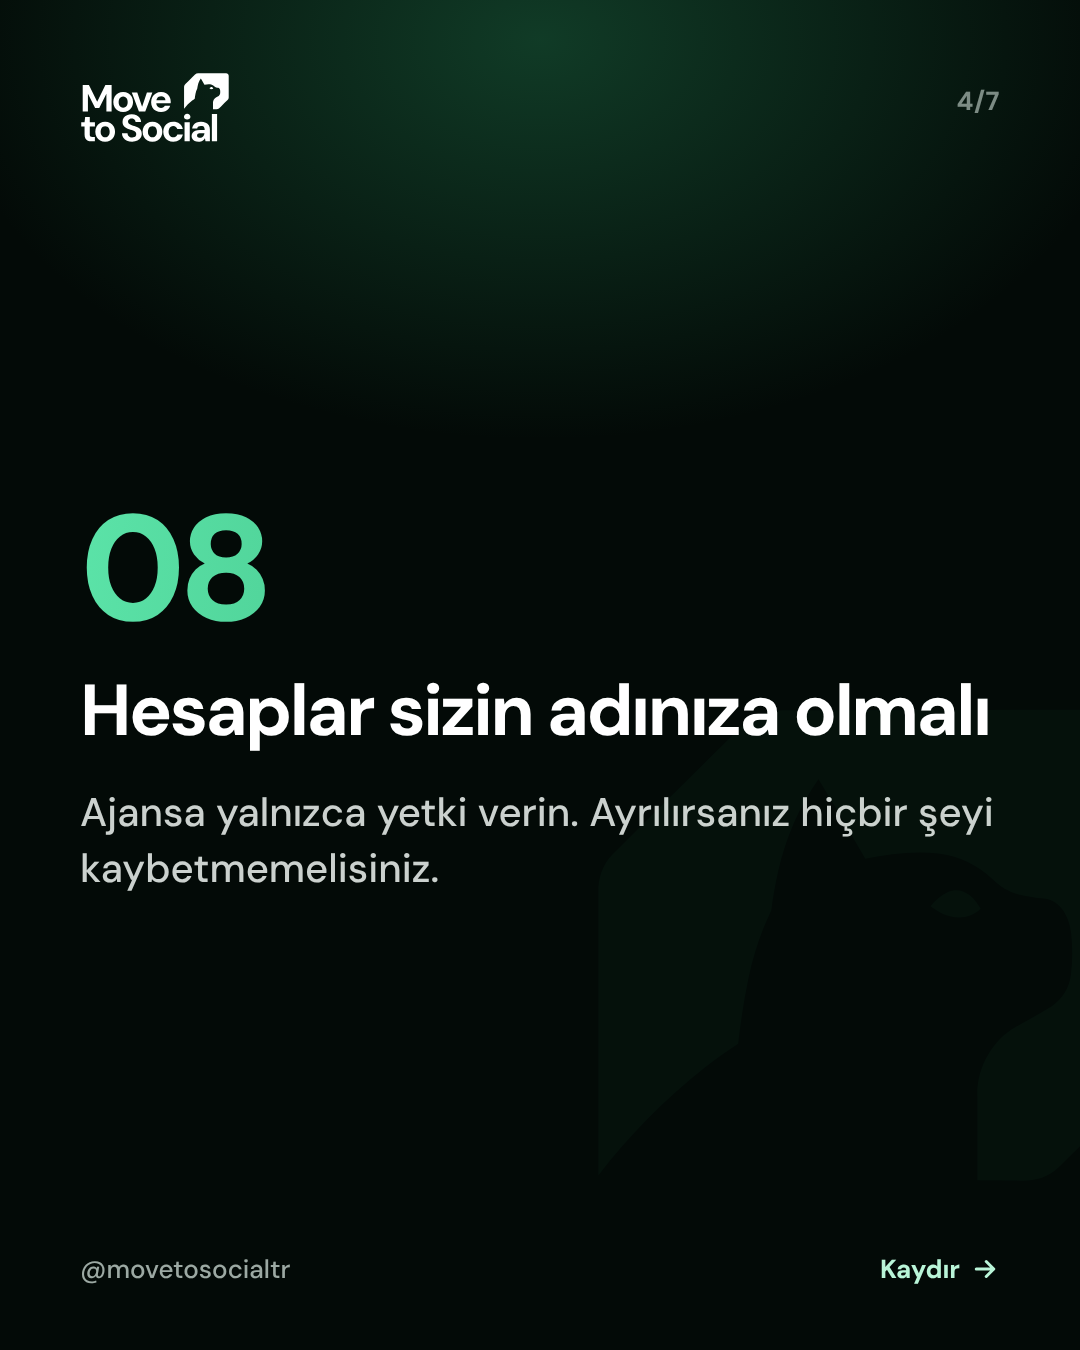 Move
to Social
4/7
08
Hesaplar sizin adınıza olmalı
Ajansa yalnızca yetki verin. Ayrılırsanız hiçbir şeyi
kaybetmemelisiniz.
@movetosocialtr
Kaydır →